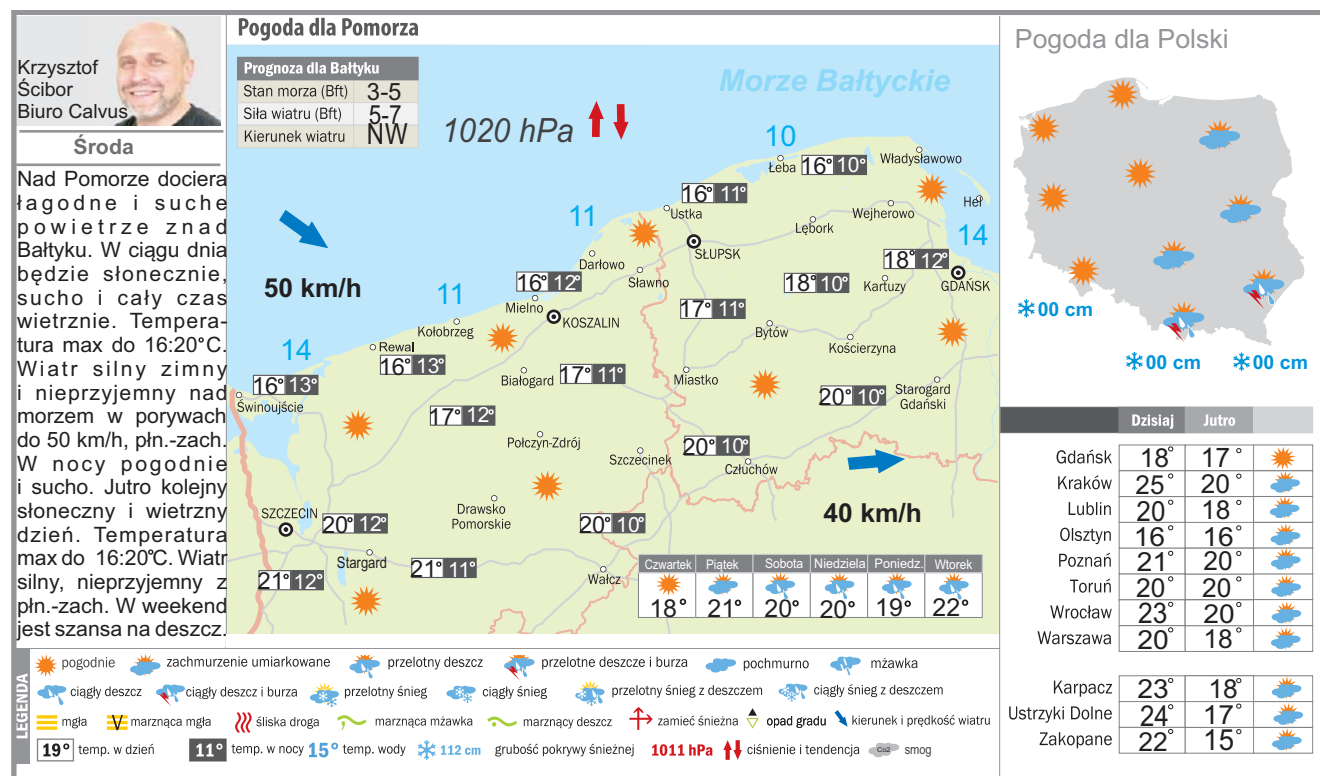 Krzysztof
Ścibor
Biuro Calvus
Środa
Nad Pomorze dociera
łagodne i suche
powietrze znad
Bałtyku. W ciągu dnia
będzie słonecznie,
sucho i cały czas
wietrznie. Tempera-
tura max do 16:20°C.
Wiatr silny zimny
i nieprzyjemny nad
morzem w porywach
do 50 km/h, płn.-zach.
W nocy pogodnie
i sucho. Jutro kolejny
słoneczny i wietrzny
dzień. Temperatura
max do 16:20°C. Wiatr
silny, nieprzyjemny z
płn.-zach. W weekend
jest szansa na deszcz.
Pogoda dla Pomorza
Prognoza dla Bałtyku
Stan morza (Bft) 3-5
Siła wiatru (Bft) 5-7
Kierunek wiatru NW
1020 hPa
Morze Bałtyckie
10
Łeba
16° 10°
Władysławowo
Hel
16° 11°
Ustka
Wejherowo
Lębork
11
14
SŁUPSK
Darłowo
Sławno
18° 12°
GDAŃSK
Kartuzy
18° 10°
50 km/h
16° 12°
Mielno
11
KOSZALIN
17° 11°
Kołobrzeg
Bytów
Kościerzyna
14
Rewal
16° 13°
16° 13°
Świnoujście
Białogard
17° 11°
Miastko
20° 10°
Starogard
Gdański
17° 12°
Połczyn-Zdrój
Szczecinek
20° 10°
Człuchów
40 km/h
Drawsko
Pomorskie
SZCZECIN
20° 12°
20° 10°
Stargard
21° 11°
21° 12°
Wałcz
Czwartek Piątek Sobota Niedziela Poniedz. Wtorek
18° 21° 20° 20° 19° 22°
Pogoda dla Polski
00 cm
00 cm 00 cm
Dzisiaj Jutro
Gdańsk 18° 17°
Kraków 25° 20°
Lublin 20° 18°
Olsztyn 16° 16°
Poznań 21° 20°
Toruń 20° 20°
Wrocław 23° 20°
Warszawa 20° 18°
Karpacz 23° 18°
Ustrzyki Dolne 24° 17°
Zakopane 22° 15°
LEGENDA
pogodnie zachmurzenie umiarkowane przelotny deszcz przelotne deszcze i burza pochmurno mżawka
ciągły deszcz ciągły deszcz i burza przelotny śnieg ciągły śnieg przelotny śnieg z deszczem ciągły śnieg z deszczem
mgła marznąca mgła śliska droga marznąca mżawka marznący deszcz zamieć śnieżna opad gradu kierunek i prędkość wiatru
19° temp. w dzień 11° temp. w nocy 15° temp. wody 112 cm grubość pokrywy śnieżnej 1011 hPa ciśnienie i tendencja Co2 smog